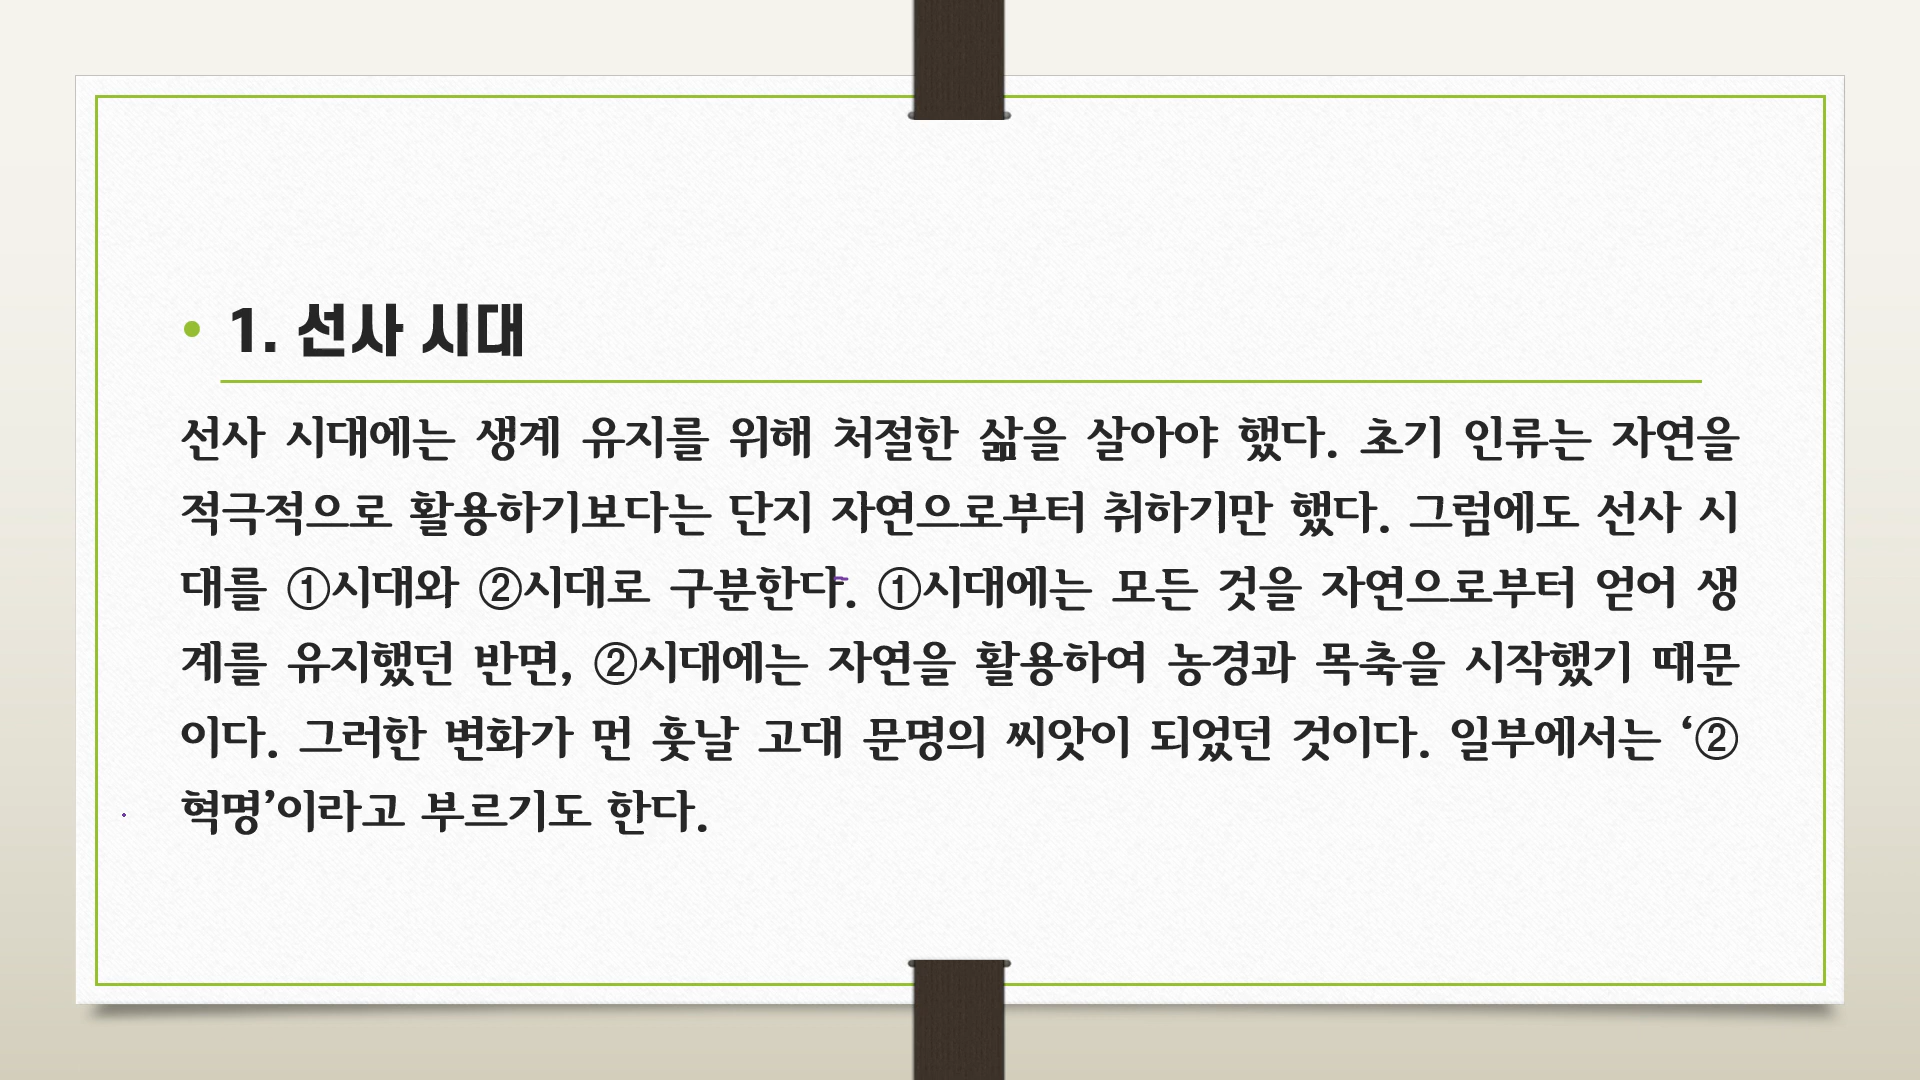 • 1. 선사 시대
선사 시대에는 생계 유지를 위해 처절한 삶을 살아야 했다. 초기 인류는 자연을
적극적으로 활용하기보다는 단지 자연으로부터 취하기만 했다. 그럼에도 선사 시
대를 ①시대와 ②시대로 구분한다. ①시대에는 모든 것을 자연으로부터 얻어 생
계를 유지했던 반면, ②시대에는 자연을 활용하여 농경과 목축을 시작했기 때문
이다. 그러한 변화가 먼 훗날 고대 문명의 씨앗이 되었던 것이다. 일부에서는 ‘②
혁명’이라고 부르기도 한다.